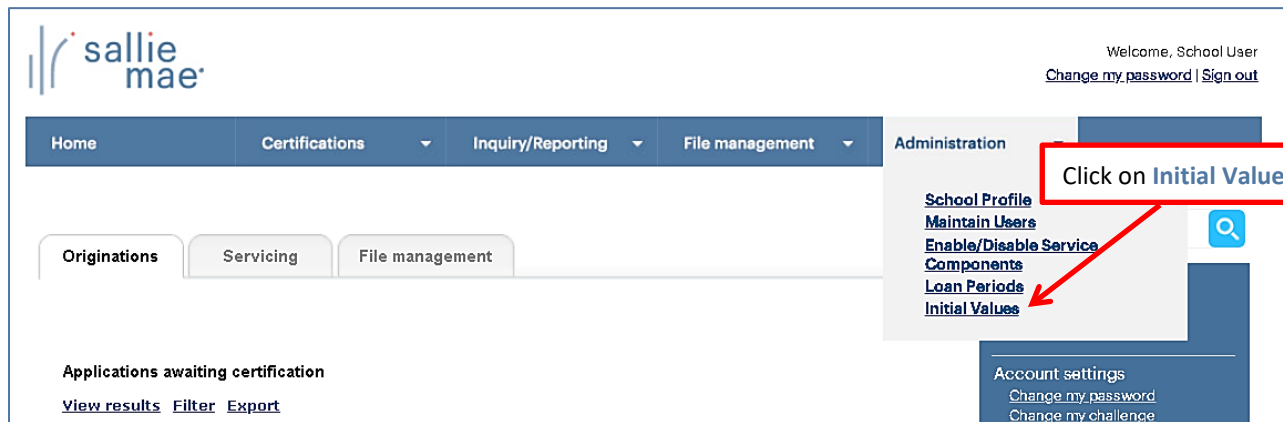 sallie
mae
Welcome, School User
Change my password | Sign out
Home Certifications Inquiry/Reporting File management Administration
Click on Initial Value
School Profile
Maintain Users
Enable/Disable Service
Components
Loan Periods
Initial Values
Originations Servicing File management
Applications awaiting certification
View results Filter Export
Account settings
Change my password
Change my challenge